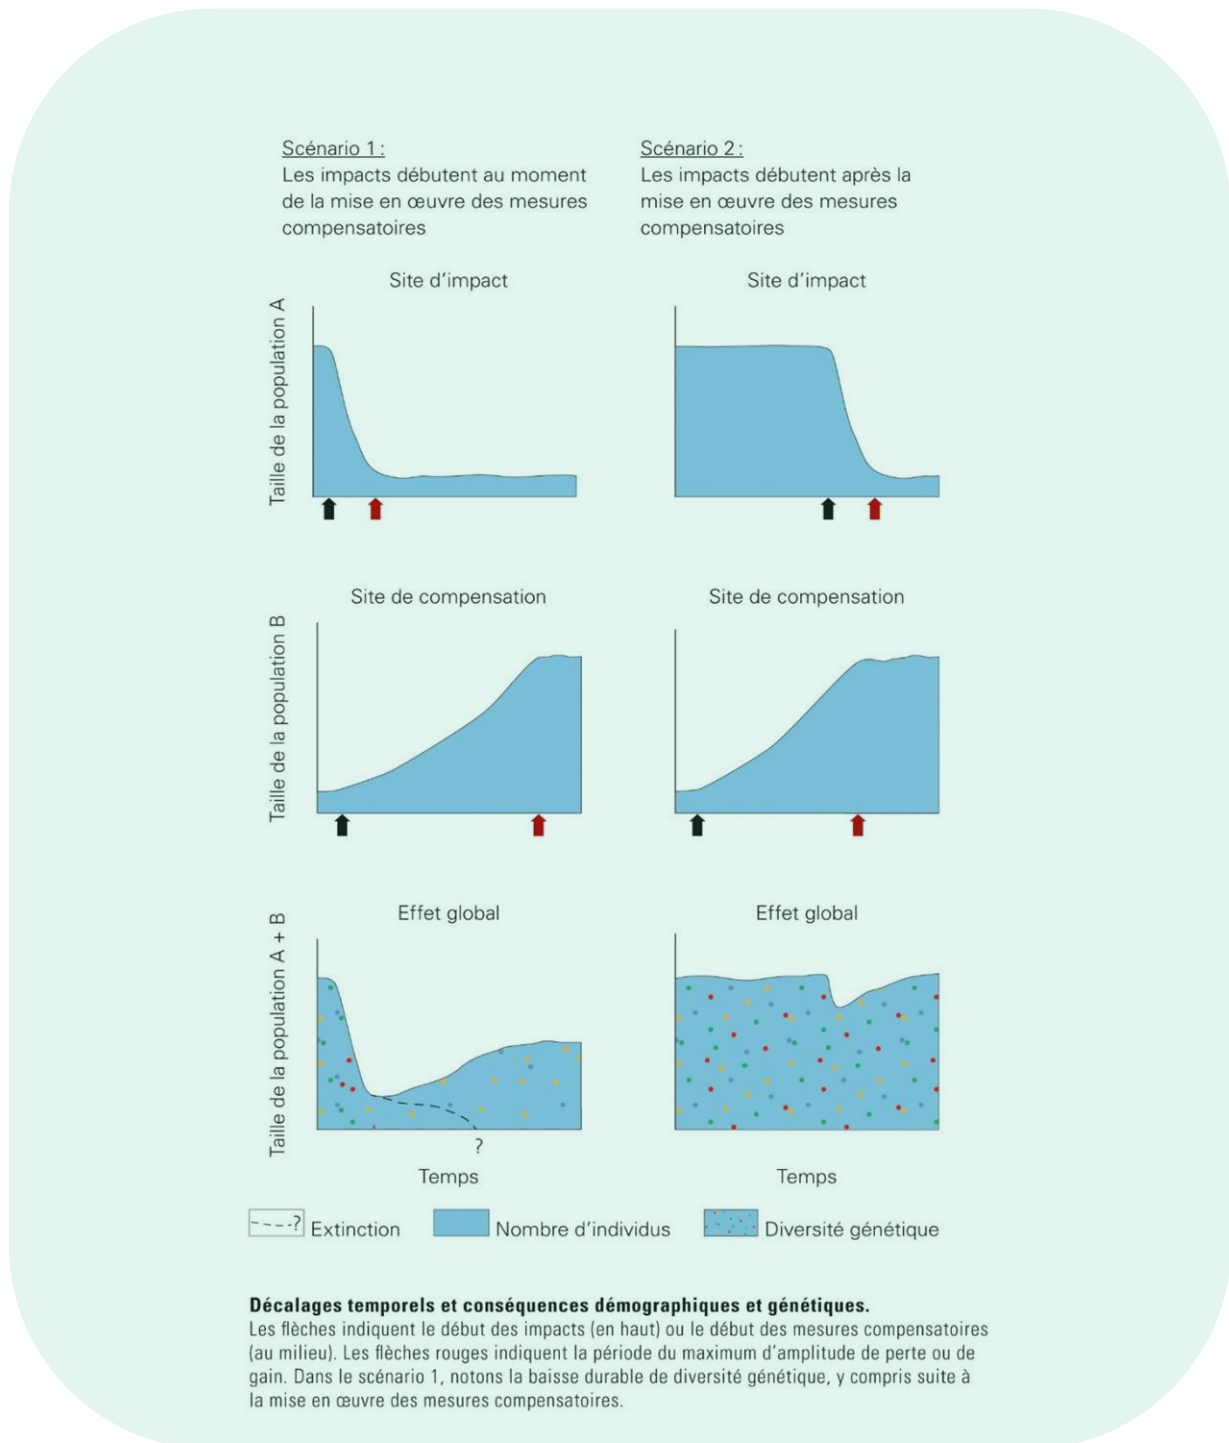 Scénario 1 :
Les impacts débutent au moment
de la mise en œuvre des mesures
compensatoires
Scénario 2 :
Les impacts débutent après la
mise en œuvre des mesures
compensatoires
Site d’impact
Site d’impact
Taille de la population A
Site de compensation
Site de compensation
Taille de la population B
Effet global
Effet global
Taille de la population A + B
?
Temps
Temps
? Extinction
Nombre d’individus
Diversité génétique
Décalages temporels et conséquences démographiques et génétiques.
Les flèches indiquent le début des impacts (en haut) ou le début des mesures compensatoires
(au milieu). Les flèches rouges indiquent la période du maximum d’amplitude de perte ou de
gain. Dans le scénario 1, notons la baisse durable de diversité génétique, y compris suite à
la mise en œuvre des mesures compensatoires.